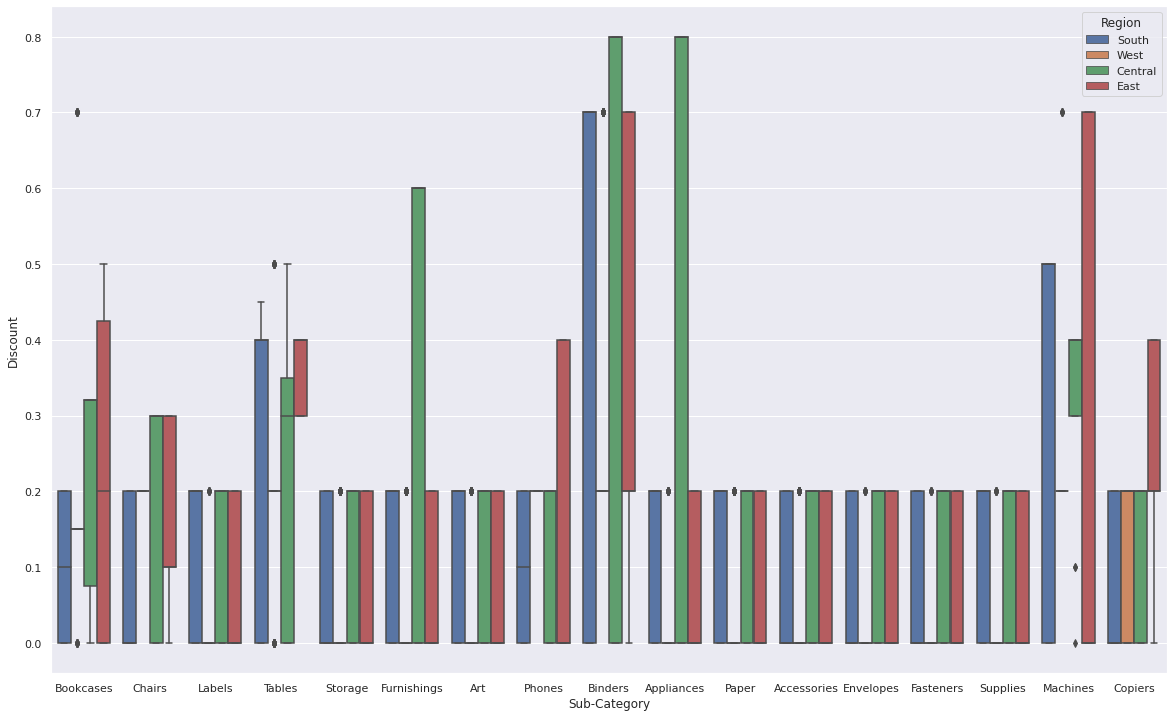 Region
South
West
Central
East
Discount
0.8
0.7
0.6
0.5
0.4
0.3
0.2
0.1
0.0
Bookcases Chairs Labels Tables Storage Furnishings Art Phones Binders Appliances Paper Accessories Envelopes Fasteners Supplies Machines Copiers
Sub-Category